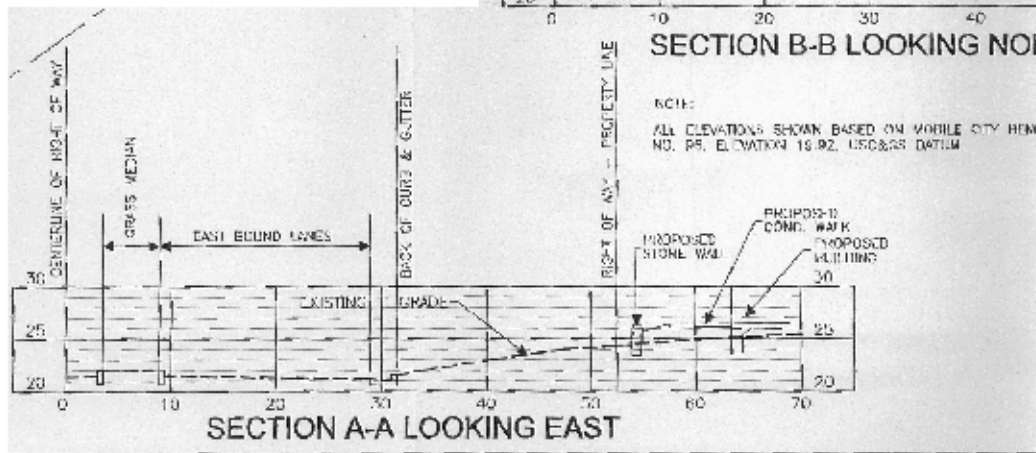 0 10 20 30 40
SECTION B-B LOOKING
NOTE:
ALL ELEVATIONS SHOWN BASED ON MOBILE CITY
NO. ELEVATION 19.92, USC&GS DATUM
CENTERLINE OF RIGHT OF WAY
GRASS MEDIAN
EAST BOUND LANES
BACK OF CURB & GUTTER
RIGHT OF WAY - PROPERTY LINE
PROPOSED
STONE WALL
PROPOSED
CONC. WALK
PROPOSED
BUILDING
30 30
EXISTING GRADE
25 25
20 20
0 10 20 30 40 50 60 70
SECTION A-A LOOKING EAST